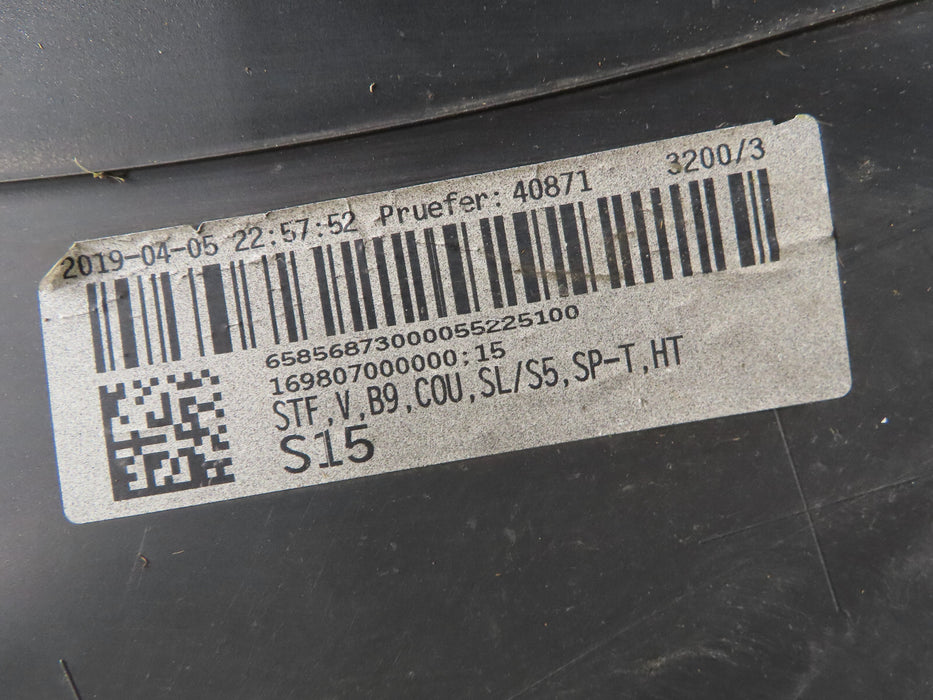 2019-04-05 22:57:52 Pruefer: 40871 3200/3
65856873000055225100
169807000000:15
STF,V,B9,COU,SL/S5,SP-T,HT
S15